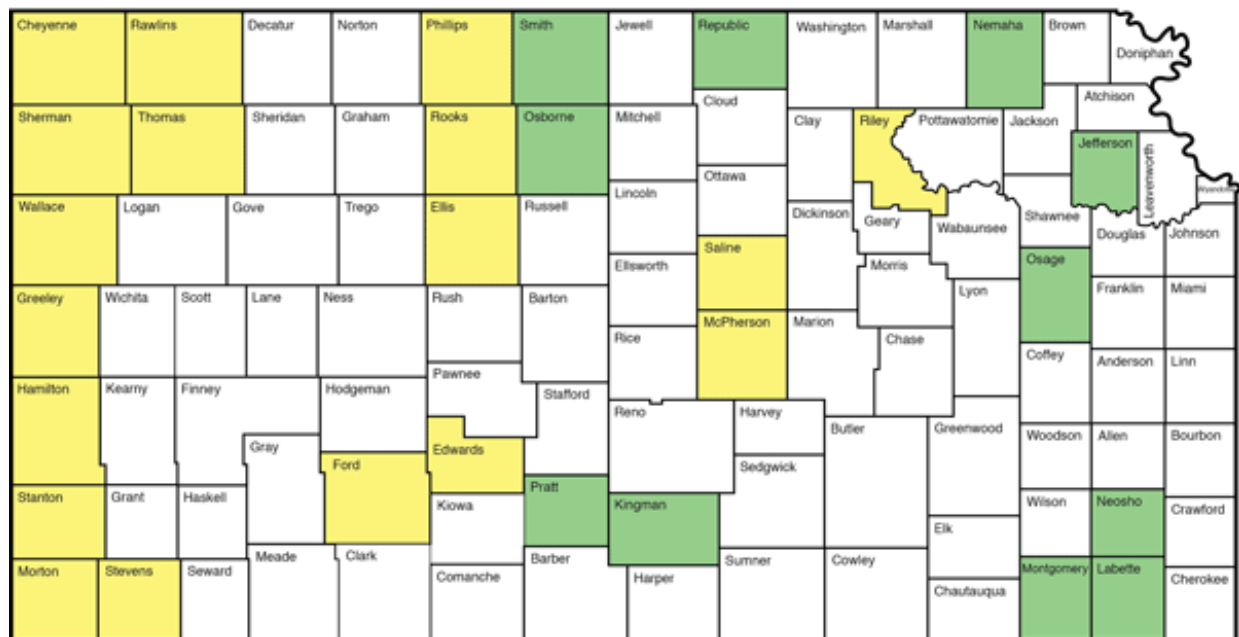 Cheyenne
Rawlins
Decatur
Norton
Phillips
Smith
Jewell
Republic
Washington
Marshall
Nemaha
Brown
Doniphan
Sherman
Thomas
Sheridan
Graham
Rooks
Osborne
Mitchell
Cloud
Clay
Riley
Pottawatomie
Jackson
Atchison
Jefferson
Leavenworth
Wyandotte
Wallace
Logan
Gove
Trego
Ellis
Russell
Lincoln
Ottawa
Dickinson
Geary
Wabaunsee
Shawnee
Douglas
Johnson
Ellsworth
Saline
Morris
Osage
Greeley
Wichita
Scott
Lane
Ness
Rush
Barton
Rice
McPherson
Marion
Chase
Lyon
Franklin
Miami
Hamilton
Kearny
Finney
Hodgeman
Pawnee
Stafford
Reno
Harvey
Butler
Greenwood
Coffey
Anderson
Linn
Gray
Ford
Edwards
Sedgwick
Woodson
Allen
Bourbon
Stanton
Grant
Haskell
Kiowa
Pratt
Kingman
Elk
Wilson
Neosho
Crawford
Morton
Stevens
Seward
Meade
Clark
Comanche
Barber
Harper
Sumner
Cowley
Chautauqua
Montgomery
Labette
Cherokee